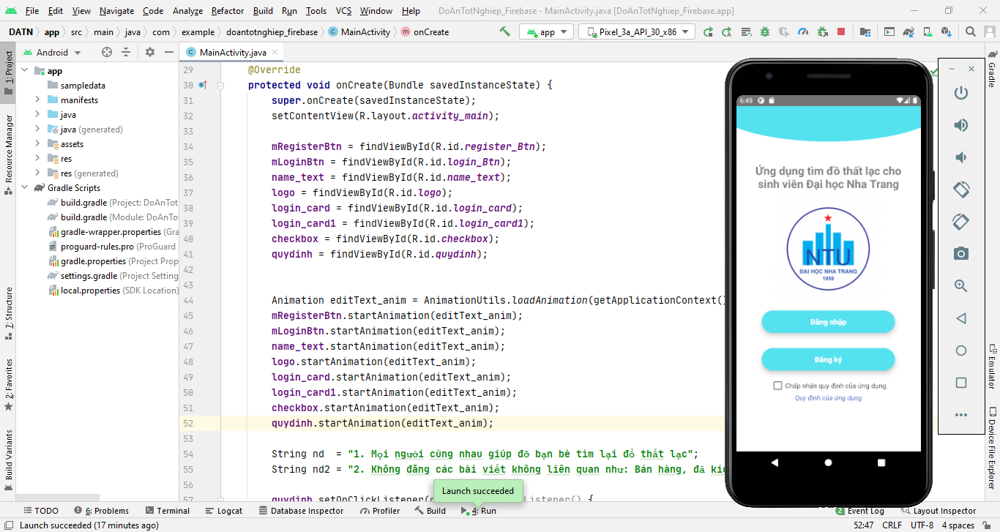 File Edit View Navigate Code Analyze Refactor Build Run Tools VCS Window Help DoAnTotNghiep_Firebase - MainActivity.java [DoAnTotNghiep_Firebase.app]
DATN app src main java com example doantotnghiep_firebase MainActivity onCreate app Pixel_3a_API_30_x86
Android
MainActivity.java
1: Project
Resource Manager
7: Structure
2: Favorites
Build Variants
app
sampledata
manifests
java
java (generated)
assets
res
res (generated)
Gradle Scripts
build.gradle (Project: DoAnTot
build.gradle (Module: DoAnTo
gradle-wrapper.properties (Gra
proguard-rules.pro (ProGuard
gradle.properties (Project Prop
settings.gradle (Project Setting
local.properties (SDK Location)
29 @Override
30 protected void onCreate(Bundle savedInstanceState) {
31 super.onCreate(savedInstanceState);
32 setContentView(R.layout.activity_main);
33
34 mRegisterBtn = findViewById(R.id.register_Btn);
35 mLoginBtn = findViewById(R.id.login_Btn);
36 name_text = findViewById(R.id.name_text);
37 logo = findViewById(R.id.logo);
38 login_card = findViewById(R.id.login_card);
39 login_card1 = findViewById(R.id.login_card1);
40 checkbox = findViewById(R.id.checkbox);
41 quydinh = findViewById(R.id.quydinh);
42
43
44 Animation editText_anim = AnimationUtils.loadAnimation(getApplicationContext()
45 mRegisterBtn.startAnimation(editText_anim);
46 mLoginBtn.startAnimation(editText_anim);
47 name_text.startAnimation(editText_anim);
48 logo.startAnimation(editText_anim);
49 login_card.startAnimation(editText_anim);
50 login_card1.startAnimation(editText_anim);
51 checkbox.startAnimation(editText_anim);
52 quydinh.startAnimation(editText_anim);
53
54 String nd = "1. Mọi người cùng nhau giúp đỡ bạn bè tìm lại đồ thất lạc";
55 String nd2 = "2. Không đăng các bài viết không liên quan như: Bán hàng, đả
56
57 quydinh.setOnClickListener(
Launch succeeded
6:49
Ứng dụng tìm đồ thất lạc cho
sinh viên Đại học Nha Trang
NTU
ĐẠI HỌC NHA TRANG
1959
Đăng nhập
Đăng ký
Chấp nhận quy định của ứng dụng
Quy định của ứng dụng
Gradle
Emulator
Device File Explorer
TODO 6: Problems Terminal Logcat Database Inspector Profiler Build 4: Run 2 Event Log Layout Inspector
Launch succeeded (17 minutes ago) 52:47 CRLF UTF-8 4 spaces